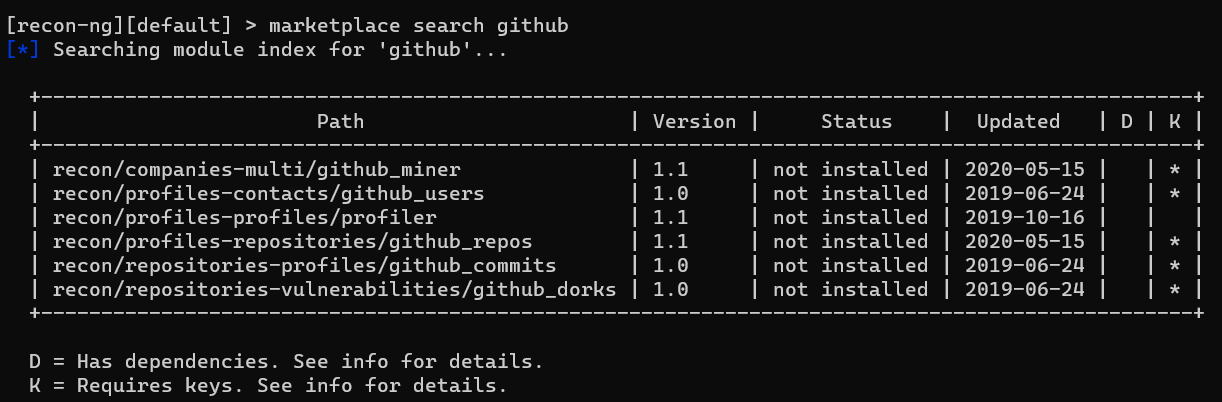 [recon-ng][default] > marketplace search github
[*] Searching module index for 'github'...
+------------------------------------------------------------------------------------------------+
|                       Path                       | Version |     Status    |  Updated   | D | K |
+------------------------------------------------------------------------------------------------+
| recon/companies-multi/github_miner              | 1.1     | not installed | 2020-05-15 |   | * |
| recon/profiles-contacts/github_users            | 1.0     | not installed | 2019-06-24 |   | * |
| recon/profiles-profiles/profiler                | 1.1     | not installed | 2019-10-16 |   |   |
| recon/profiles-repositories/github_repos        | 1.1     | not installed | 2020-05-15 |   | * |
| recon/repositories-profiles/github_commits      | 1.0     | not installed | 2019-06-24 |   | * |
| recon/repositories-vulnerabilities/github_dorks | 1.0     | not installed | 2019-06-24 |   | * |
+------------------------------------------------------------------------------------------------+
D = Has dependencies. See info for details.
K = Requires keys. See info for details.